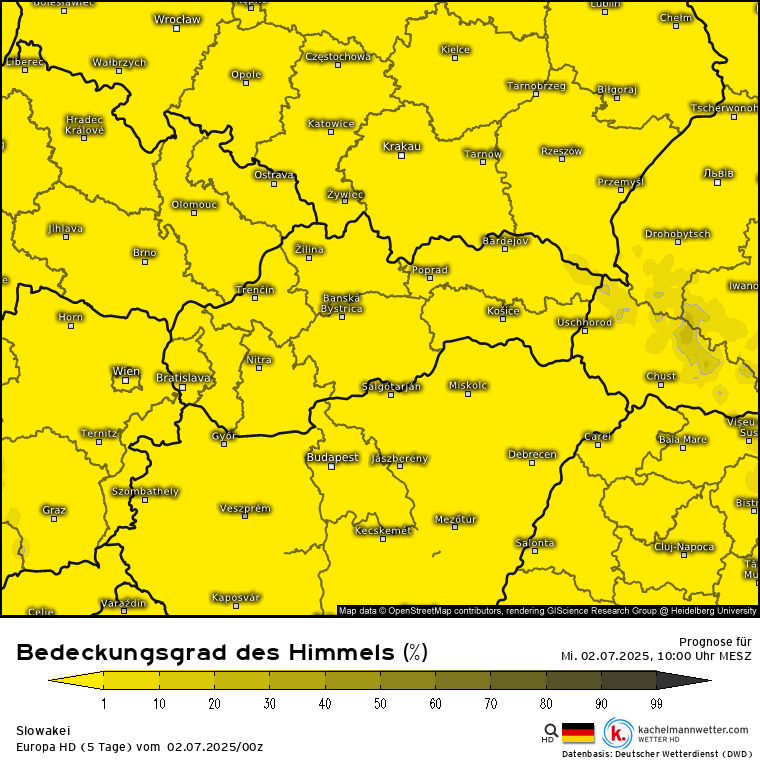 Bolesławiec
Wrocław
Lublin
Chełm
Kielce
Liberec
Wałbrzych
Opole
Częstochowa
Tarnobrzeg
Biłgoraj
Tscherwonoh
Hradec
Králové
Katowice
Krakau
Tarnów
Rzeszów
Ostrava
Żywiec
Przemyśl
Львів
Olomouc
Jihlava
Brno
Žilina
Bardejov
Drohobytsch
Poprad
Trenčín
Banská
Bystrica
Košice
Uschhorod
Iwano
Horn
Wien
Bratislava
Nitra
Salgótarján
Miskolc
Chust
Ternitz
Győr
Budapest
Jászberény
Debrecen
Carei
Baia Mare
Vișeu
Sus
Szombathely
Graz
Veszprém
Kecskemét
Mezőtúr
Salonta
Cluj-Napoca
Bistr
Tâ
Mu
Celje
Varaždin
Kaposvár
Map data © OpenStreetMap contributors, rendering GIScience Research Group @ Heidelberg University
Bedeckungsgrad des Himmels (%)
Prognose für
Mi. 02.07.2025, 10:00 Uhr MESZ
1 10 20 30 40 50 60 70 80 90 99
Slowakei
Europa HD (5 Tage) vom 02.07.2025/00z
HD
k.
kachelmannwetter.com
WETTER HD
Datenbasis: Deutscher Wetterdienst (DWD)